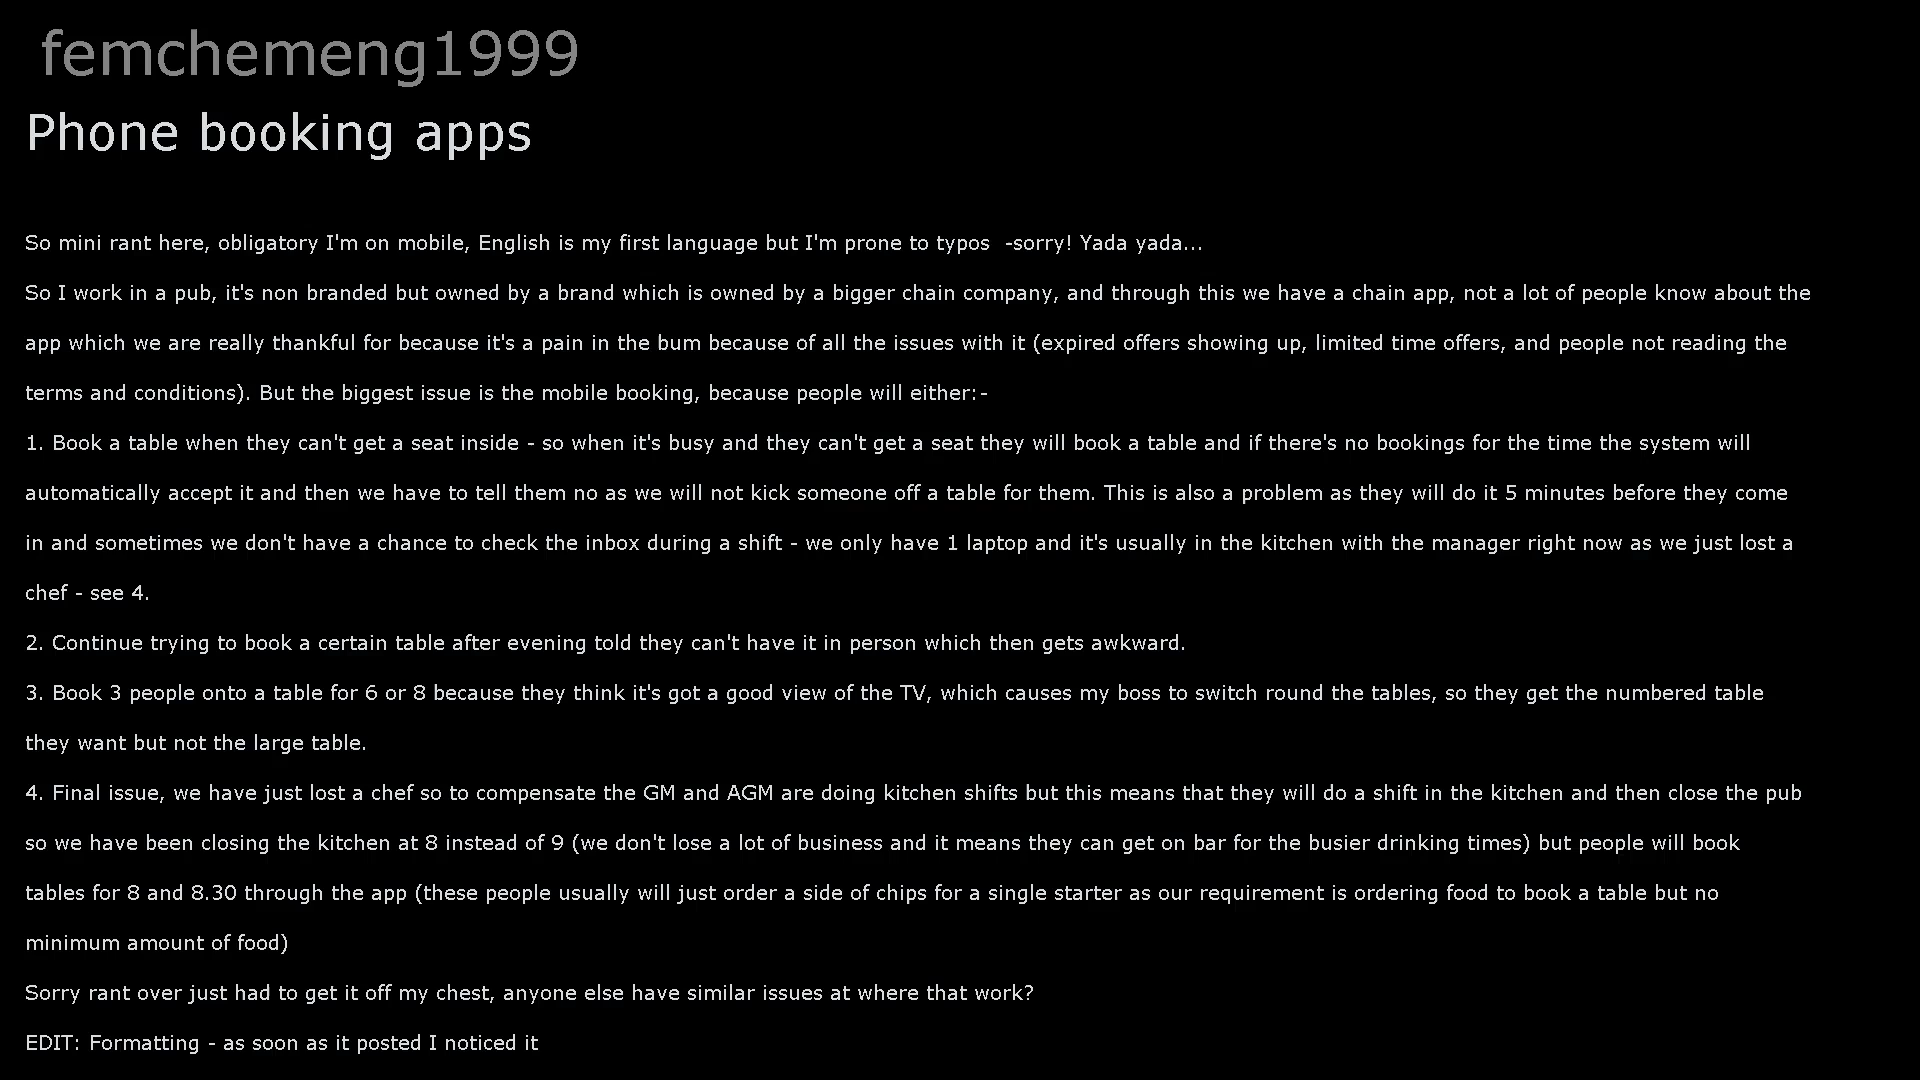 femchemeng1999
Phone booking apps
So mini rant here, obligatory I'm on mobile, English is my first language but I'm prone to typos  -sorry! Yada yada...
So I work in a pub, it's non branded but owned by a brand which is owned by a bigger chain company, and through this we have a chain app, not a lot of people know about the
app which we are really thankful for because it's a pain in the bum because of all the issues with it (expired offers showing up, limited time offers, and people not reading the
terms and conditions). But the biggest issue is the mobile booking, because people will either:-
1. Book a table when they can't get a seat inside - so when it's busy and they can't get a seat they will book a table and if there's no bookings for the time the system will
automatically accept it and then we have to tell them no as we will not kick someone off a table for them. This is also a problem as they will do it 5 minutes before they come
in and sometimes we don't have a chance to check the inbox during a shift - we only have 1 laptop and it's usually in the kitchen with the manager right now as we just lost a
chef - see 4.
2. Continue trying to book a certain table after evening told they can't have it in person which then gets awkward.
3. Book 3 people onto a table for 6 or 8 because they think it's got a good view of the TV, which causes my boss to switch round the tables, so they get the numbered table
they want but not the large table.
4. Final issue, we have just lost a chef so to compensate the GM and AGM are doing kitchen shifts but this means that they will do a shift in the kitchen and then close the pub
so we have been closing the kitchen at 8 instead of 9 (we don't lose a lot of business and it means they can get on bar for the busier drinking times) but people will book
tables for 8 and 8.30 through the app (these people usually will just order a side of chips for a single starter as our requirement is ordering food to book a table but no
minimum amount of food)
Sorry rant over just had to get it off my chest, anyone else have similar issues at where that work?
EDIT: Formatting - as soon as it posted I noticed it